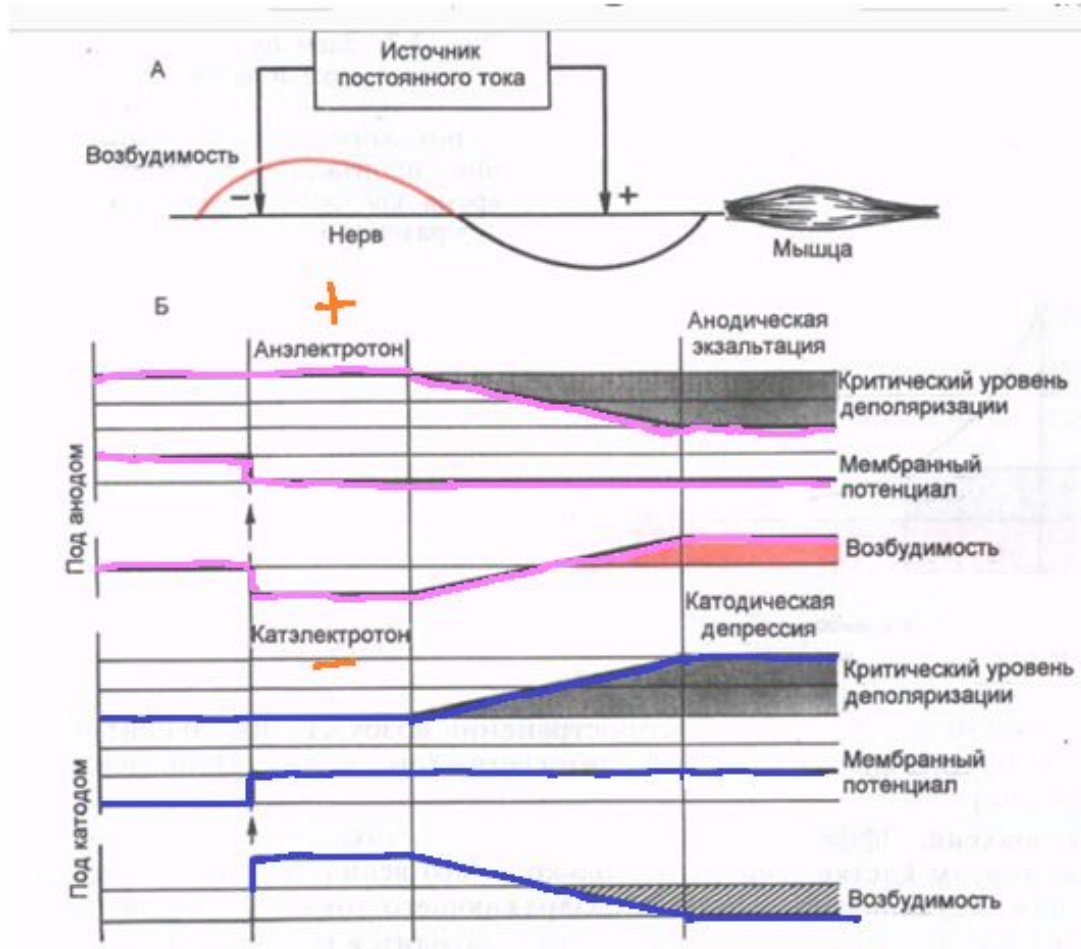 А
Источник
постоянного тока
Возбудимость
−
+
Нерв
Мышца
Б
+
Анэлектротон
Анодическая
экзальтация
Критический уровень
деполяризации
Мембранный
потенциал
Возбудимость
Под анодом
Катэлектротон
−
Катодическая
депрессия
Критический уровень
деполяризации
Мембранный
потенциал
Возбудимость
Под катодом